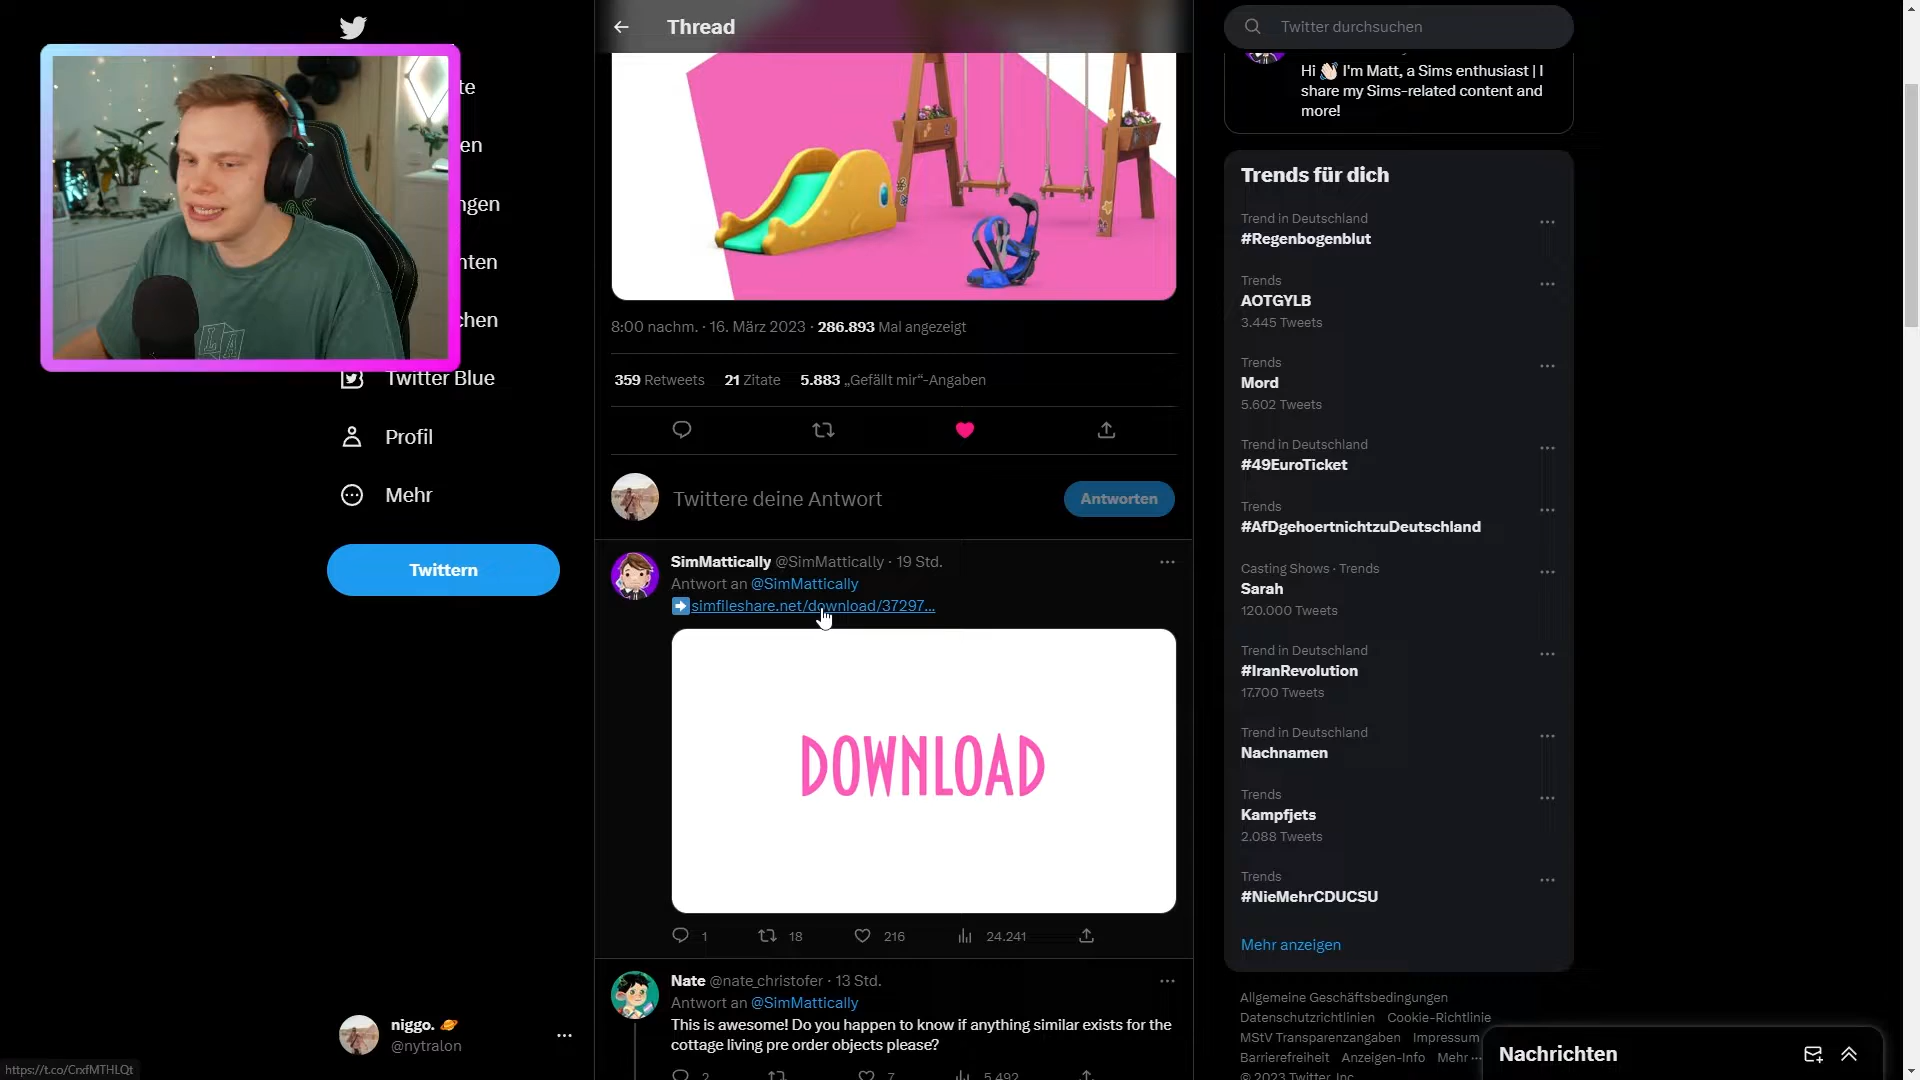 Thread
te
en
ngen
nten
chen
Twitter Blue
Profil
Mehr
Twittern
niggo. 🪐
@nytralon
https://t.co/CrxfMTHLQt
8:00 nachm. · 16. März 2023 · 286.893 Mal angezeigt
359 Retweets 21 Zitate 5.883 „Gefällt mir“-Angaben
Twittere deine Antwort
Antworten
SimMattically @SimMattically · 19 Std.
Antwort an @SimMattically
➡️simfileshare.net/download/37297...
DOWNLOAD
1 18 216 24.241
Nate @nate_christofer · 13 Std.
Antwort an @SimMattically
This is awesome! Do you happen to know if anything similar exists for the
cottage living pre order objects please?
2 7 5.492
Twitter durchsuchen
Hi 👋🏻 I'm Matt, a Sims enthusiast | I
share my Sims-related content and
more!
Trends für dich
Trend in Deutschland
#Regenbogenblut
Trends
AOTGYLB
3.445 Tweets
Trends
Mord
5.602 Tweets
Trend in Deutschland
#49EuroTicket
Trends
#AfDgehoertnichtzuDeutschland
Casting Shows · Trends
Sarah
120.000 Tweets
Trend in Deutschland
#IranRevolution
17.700 Tweets
Trend in Deutschland
Nachnamen
Trends
Kampfjets
2.088 Tweets
Trends
#NieMehrCDUCSU
Mehr anzeigen
Allgemeine Geschäftsbedingungen
Datenschutzrichtlinien Cookie-Richtlinie
MStV Transparenzangaben Impressum
Barrierefreiheit Anzeigen-Info Mehr ...
© 2023 Twitter, Inc.
Nachrichten